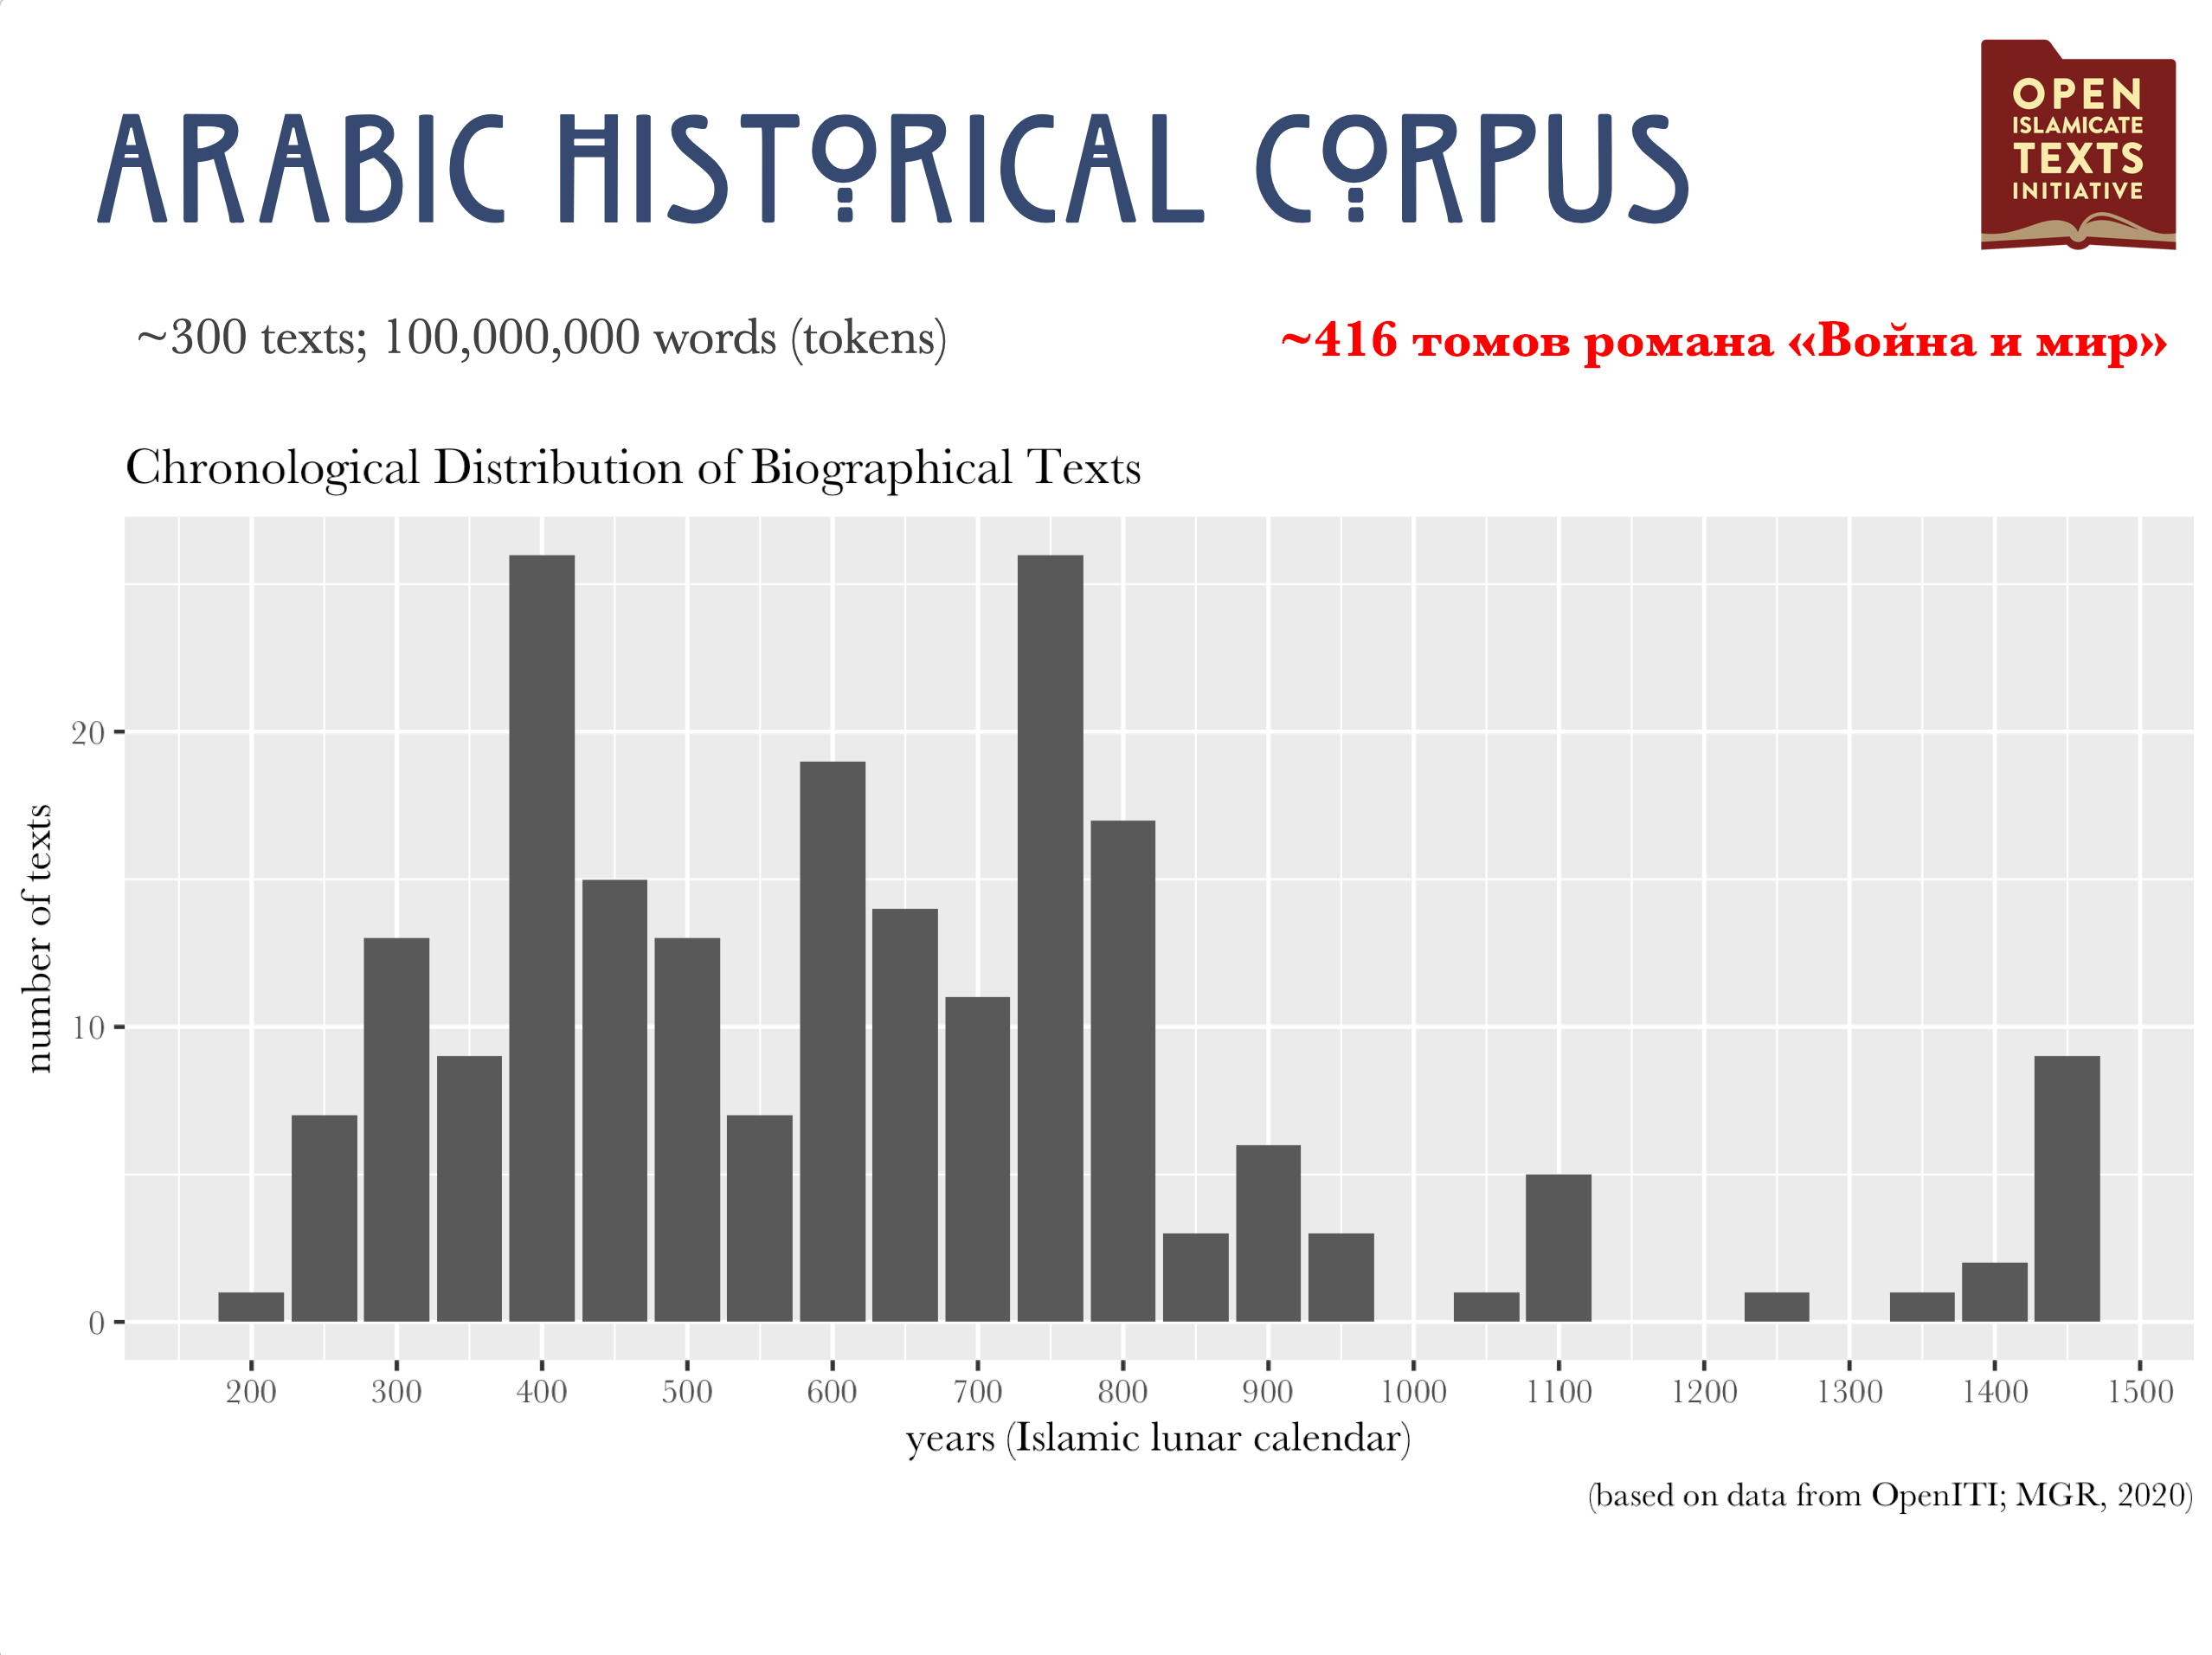 ARABIC HISTORICAL CORPUS
OPEN
ISLAMICATE
TEXTS
INITIATIVE
~300 texts; 100,000,000 words (tokens)
~416 томов романа «Война и мир»
Chronological Distribution of Biographical Texts
number of texts
20
10
0
200 300 400 500 600 700 800 900 1000 1100 1200 1300 1400 1500
years (Islamic lunar calendar)
(based on data from OpenITI; MGR, 2020)